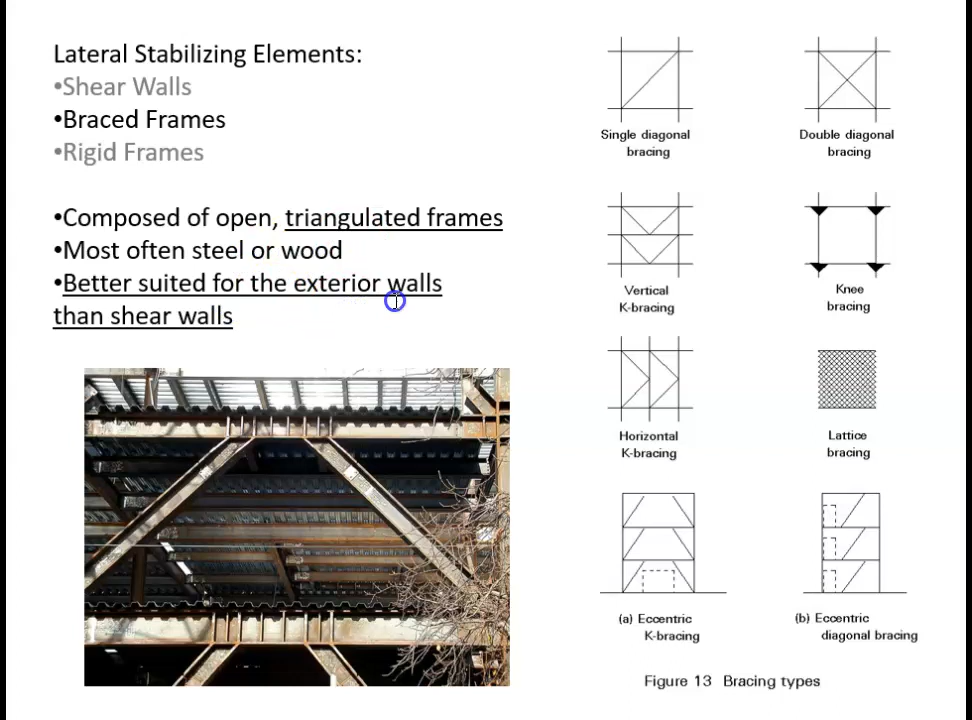 Lateral Stabilizing Elements:
•Shear Walls
•Braced Frames
•Rigid Frames
•Composed of open, triangulated frames
•Most often steel or wood
•Better suited for the exterior walls
than shear walls
Single diagonal
bracing
Double diagonal
bracing
Vertical
K-bracing
Knee
bracing
Horizontal
K-bracing
Lattice
bracing
(a) Eccentric
K-bracing
(b) Eccentric
diagonal bracing
Figure 13 Bracing types